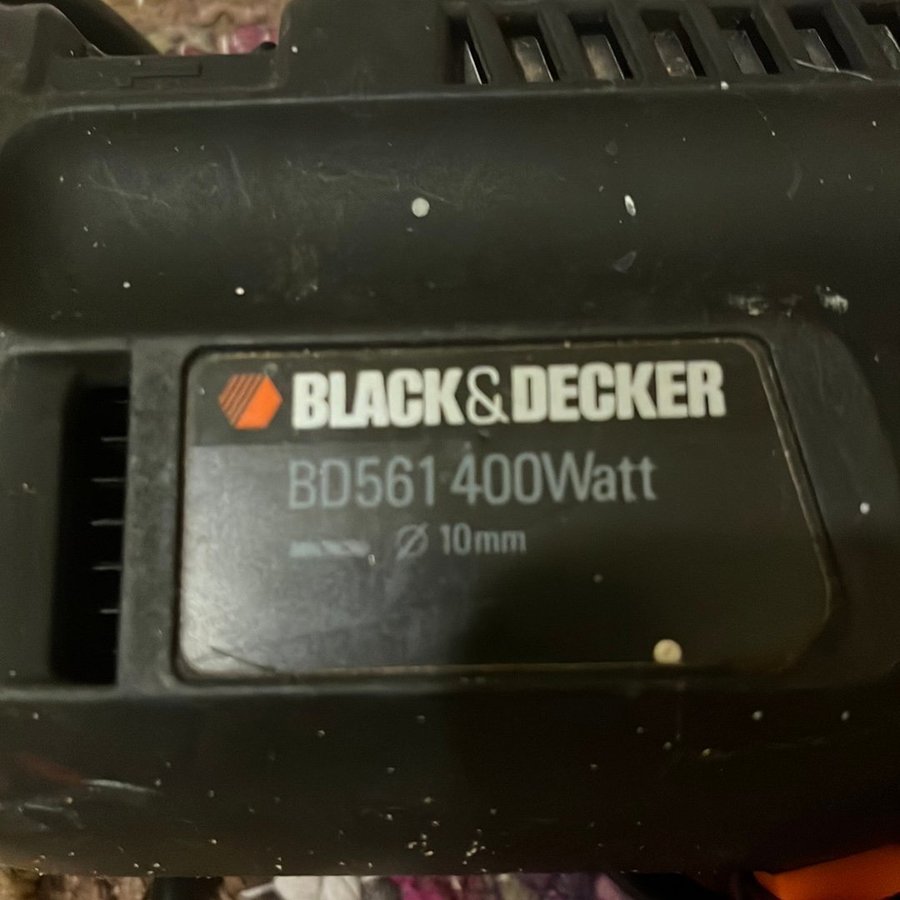 BLACK&DECKER
BD561 400Watt
Ø 10mm